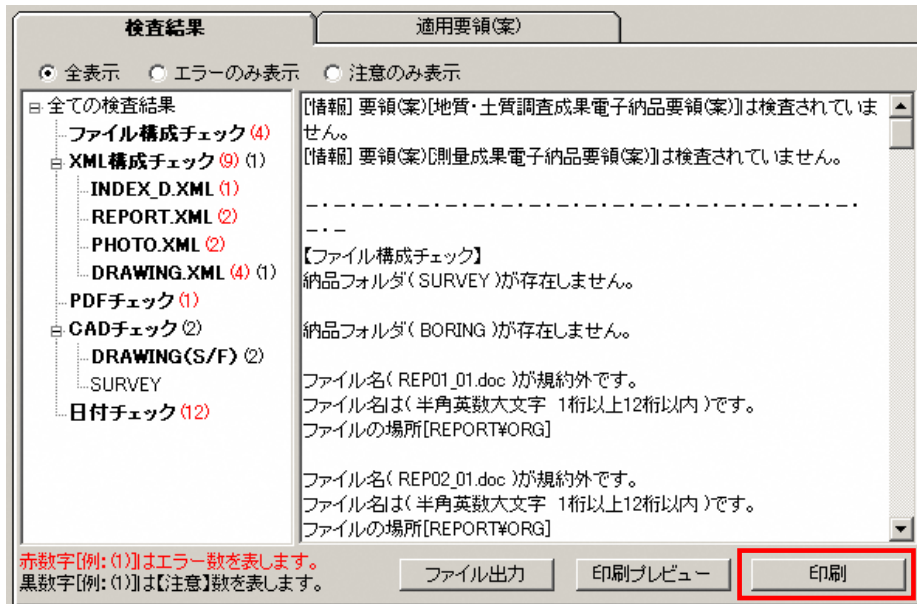 検査結果
適用要領(案)
全表示 エラーのみ表示 注意のみ表示
全ての検査結果
ファイル構成チェック(4)
XML構成チェック(9)(1)
INDEX_D.XML(1)
REPORT.XML(2)
PHOTO.XML(2)
DRAWING.XML(4)(1)
PDFチェック(1)
CADチェック(2)
DRAWING(S/F)(2)
SURVEY
日付チェック(12)
[情報] 要領(案)[地質・土質調査成果電子納品要領(案)]は検査されていま
せん。
[情報] 要領(案)[測量成果電子納品要領(案)]は検査されていません。
－・－・－・－・－・－・－・－・－・－・－・－・－・－・－・－・
－・－
【ファイル構成チェック】
納品フォルダ( SURVEY )が存在しません。
納品フォルダ( BORING )が存在しません。
ファイル名( REP01_01.doc )が規約外です。
ファイル名は( 半角英数大文字 1桁以上12桁以内 )です。
ファイルの場所[REPORT¥ORG]
ファイル名( REP02_01.doc )が規約外です。
ファイル名は( 半角英数大文字 1桁以上12桁以内 )です。
ファイルの場所[REPORT¥ORG]
赤数字[例:(1)]はエラー数を表します。
黒数字[例:(1)]は【注意】数を表します。
ファイル出力
印刷プレビュー
印刷